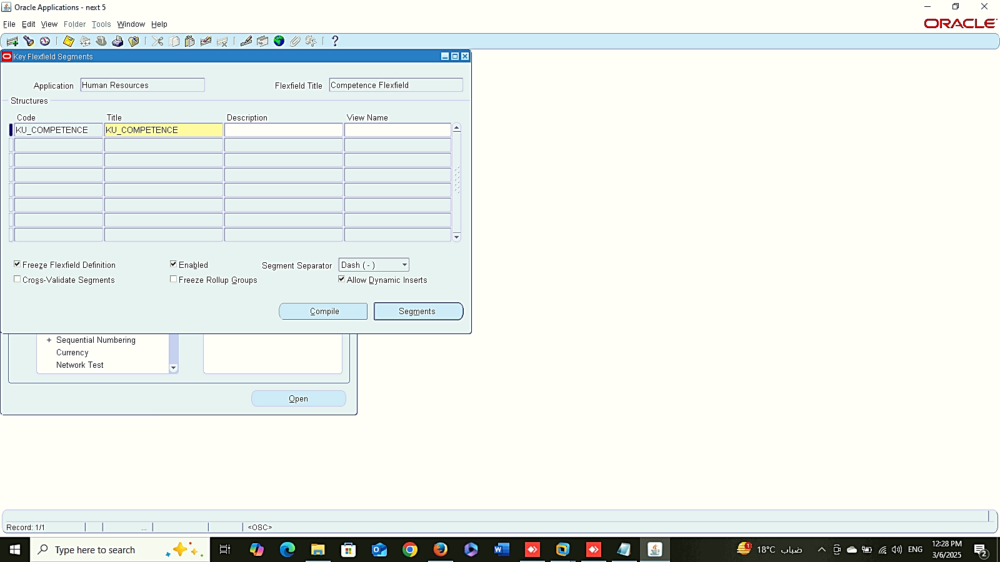 Oracle Applications - next 5
File Edit View Folder Tools Window Help
ORACLE
Key Flexfield Segments
Application Human Resources Flexfield Title Competence Flexfield
Structures
Code Title Description View Name
KU_COMPETENCE KU_COMPETENCE
Freeze Flexfield Definition Enabled Segment Separator Dash ( - )
Cross-Validate Segments Freeze Rollup Groups Allow Dynamic Inserts
Compile Segments
+ Sequential Numbering
Currency
Network Test
Open
Record: 1/1 ... <OSC>
Type here to search 1 18°C ضباب ENG 12:28 PM
3/6/2025 2